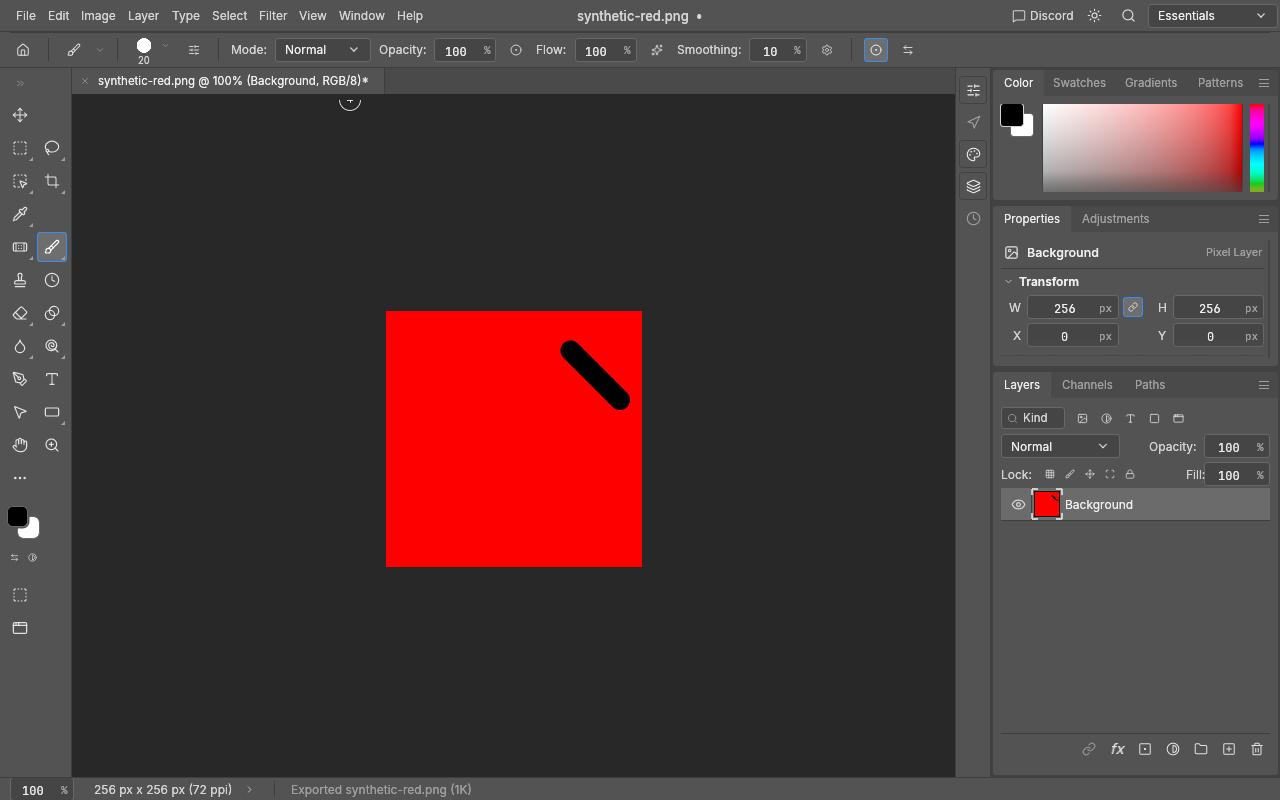 File Edit Image Layer Type Select Filter View Window Help
synthetic-red.png •
Discord
Essentials
20
Mode: Normal Opacity: 100 % Flow: 100 % Smoothing: 10 %
synthetic-red.png @ 100% (Background, RGB/8)*
Color Swatches Gradients Patterns
Properties Adjustments
Background Pixel Layer
Transform
W 256 px H 256 px
X 0 px Y 0 px
Layers Channels Paths
Kind
Normal Opacity: 100 %
Lock: Fill: 100 %
Background
fx
100 % 256 px x 256 px (72 ppi) Exported synthetic-red.png (1K)